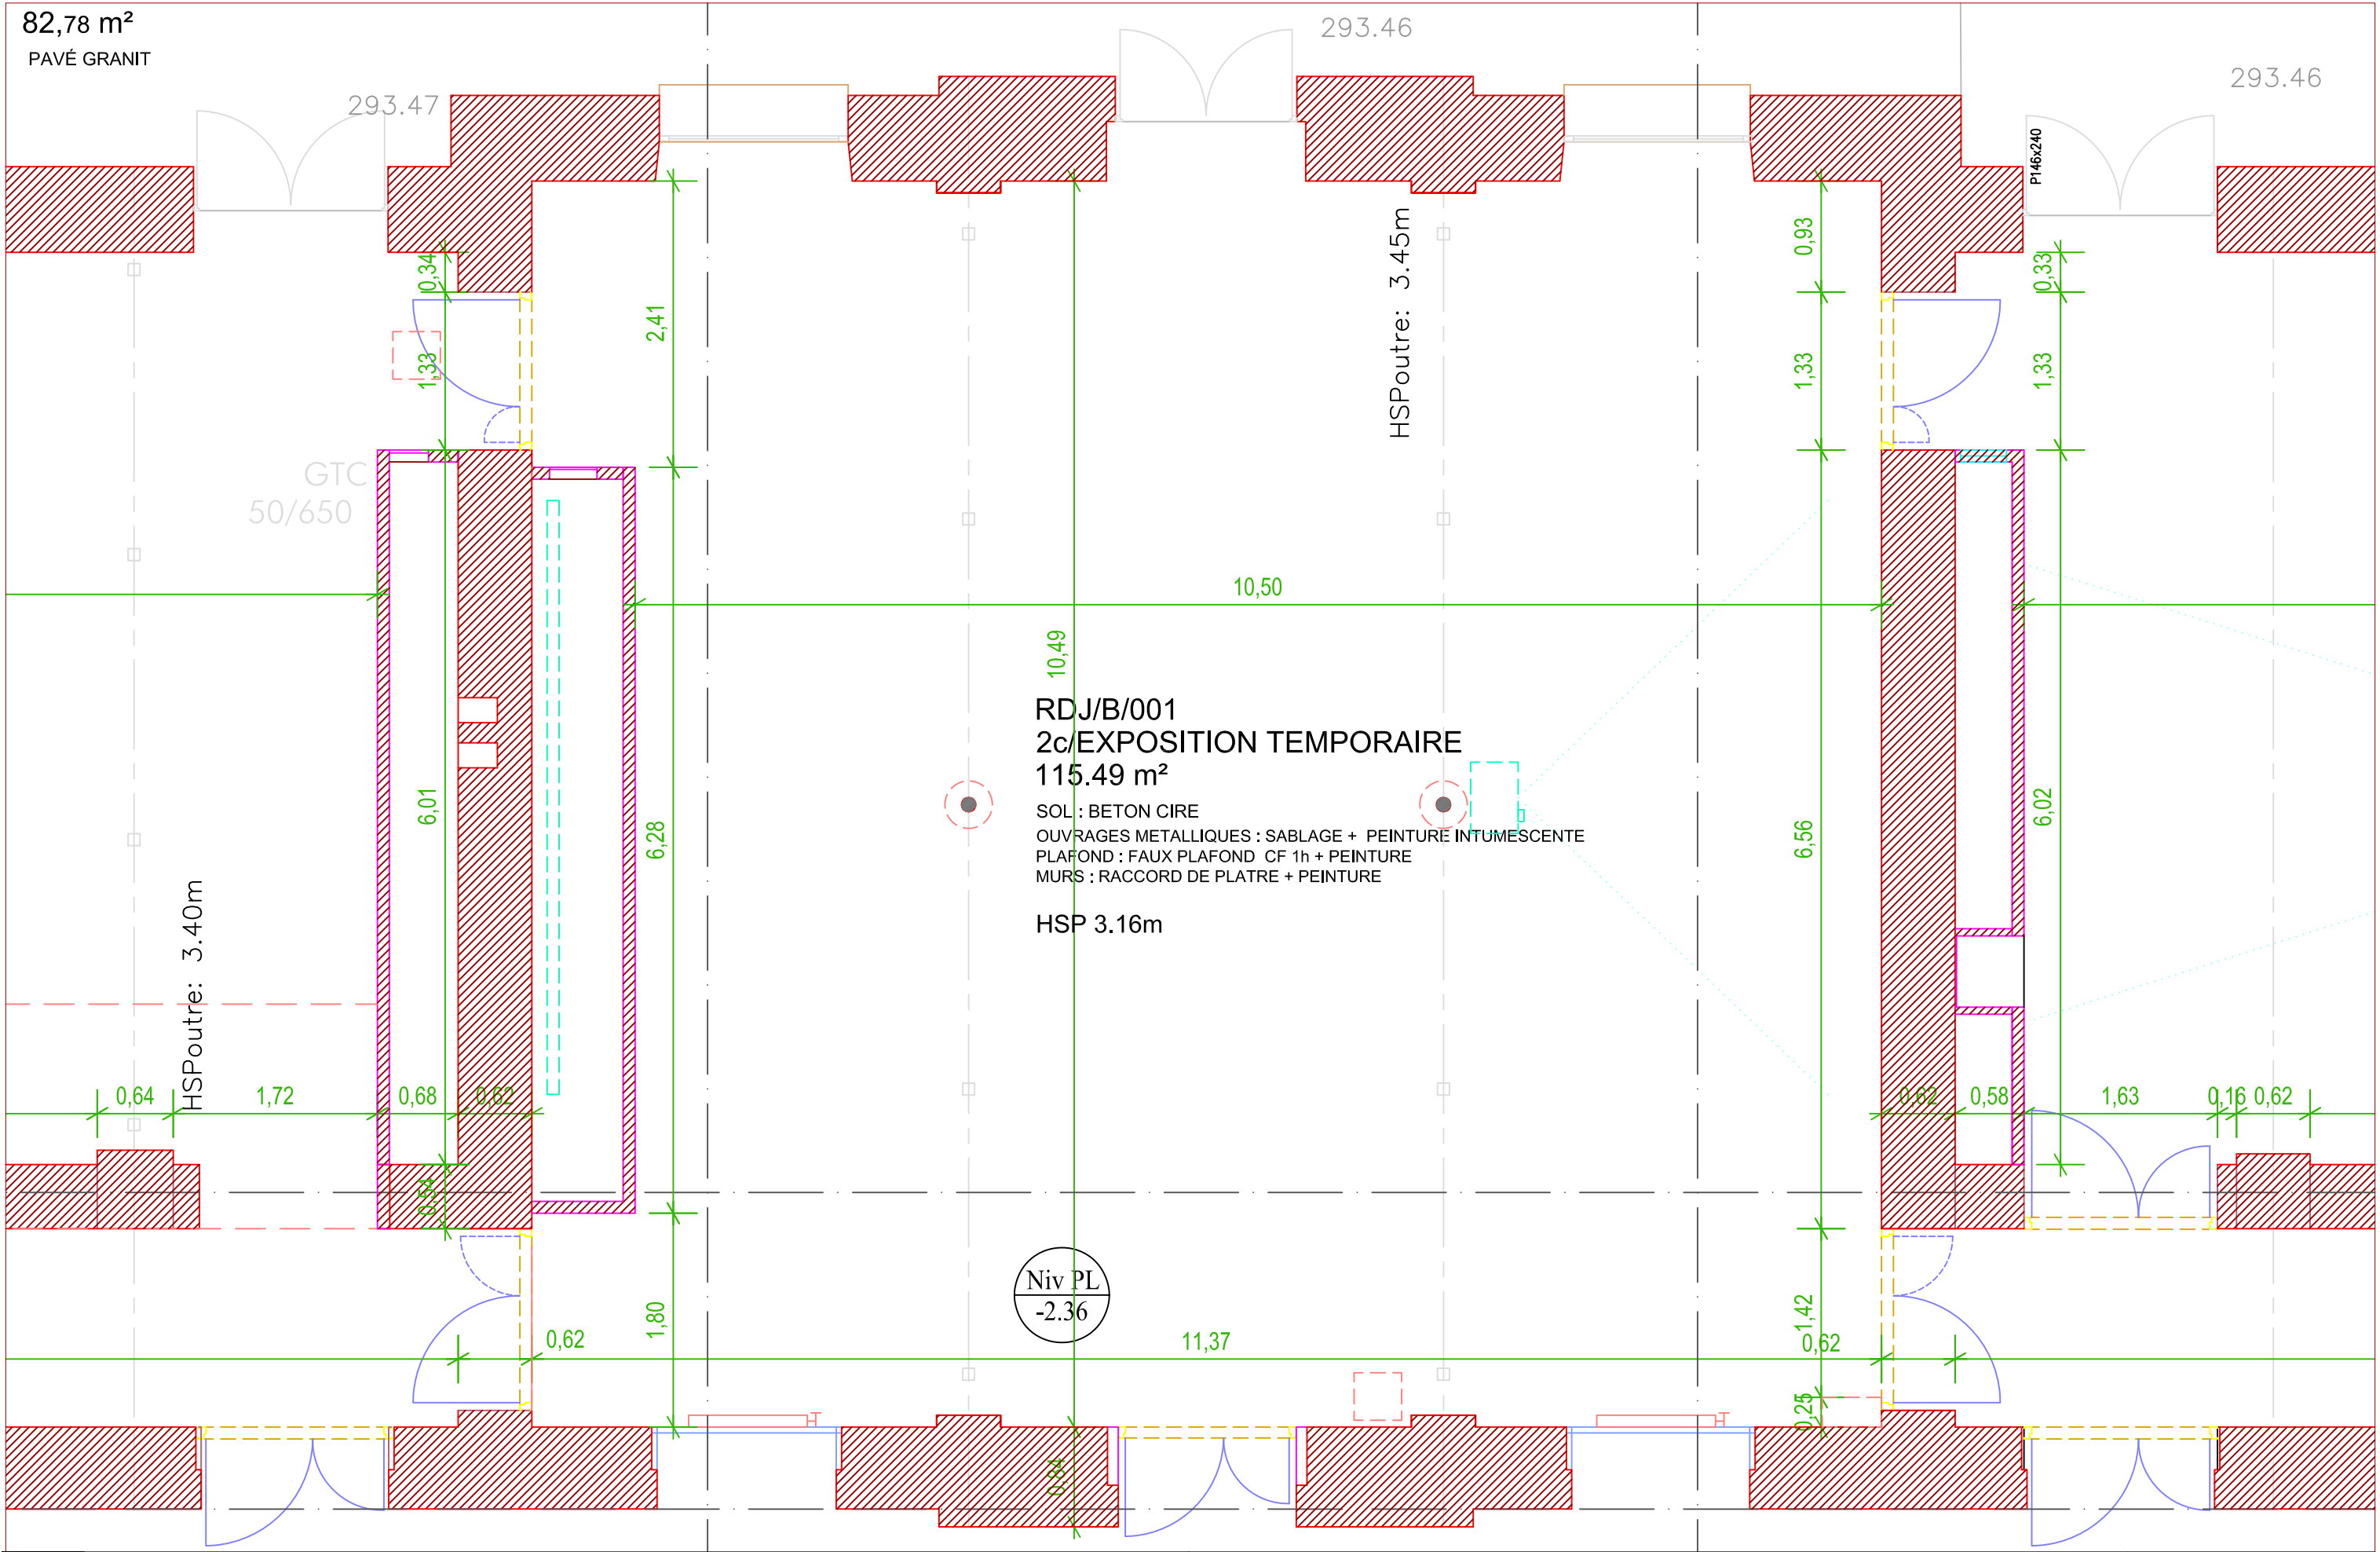 82,78 m²
PAVÉ GRANIT
293.47
293.46
293.46
P146x240
HSPoutre: 3.45m
0,34
1,33
2,41
0,93
1,33
0,33
1,33
GTC
50/650
10,50
10,49
RDJ/B/001
2c/EXPOSITION TEMPORAIRE
115.49 m²
SOL : BETON CIRE
OUVRAGES METALLIQUES : SABLAGE + PEINTURE INTUMESCENTE
PLAFOND : FAUX PLAFOND CF 1h + PEINTURE
MURS : RACCORD DE PLATRE + PEINTURE
HSP 3.16m
6,01
6,28
6,56
6,02
HSPoutre: 3.40m
0,64
1,72
0,68
0,62
0,62
0,58
1,63
0,16
0,62
0,54
Niv PL
-2.36
1,80
0,62
11,37
1,42
0,62
0,25
0,84